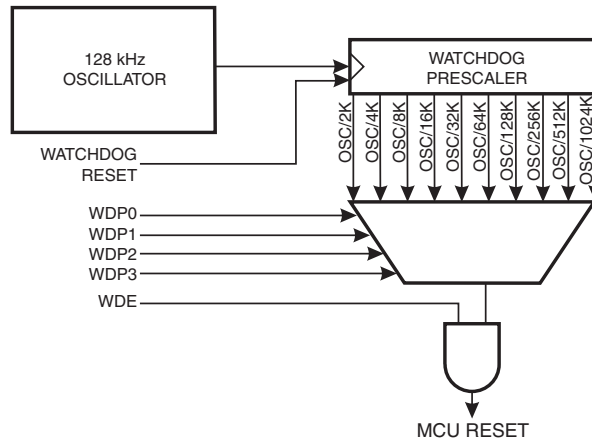 128 kHz
OSCILLATOR
WATCHDOG
PRESCALER
OSC/2K
OSC/4K
OSC/8K
OSC/16K
OSC/32K
OSC/64K
OSC/128K
OSC/256K
OSC/512K
OSC/1024K
WATCHDOG
RESET
WDP0
WDP1
WDP2
WDP3
WDE
MCU RESET